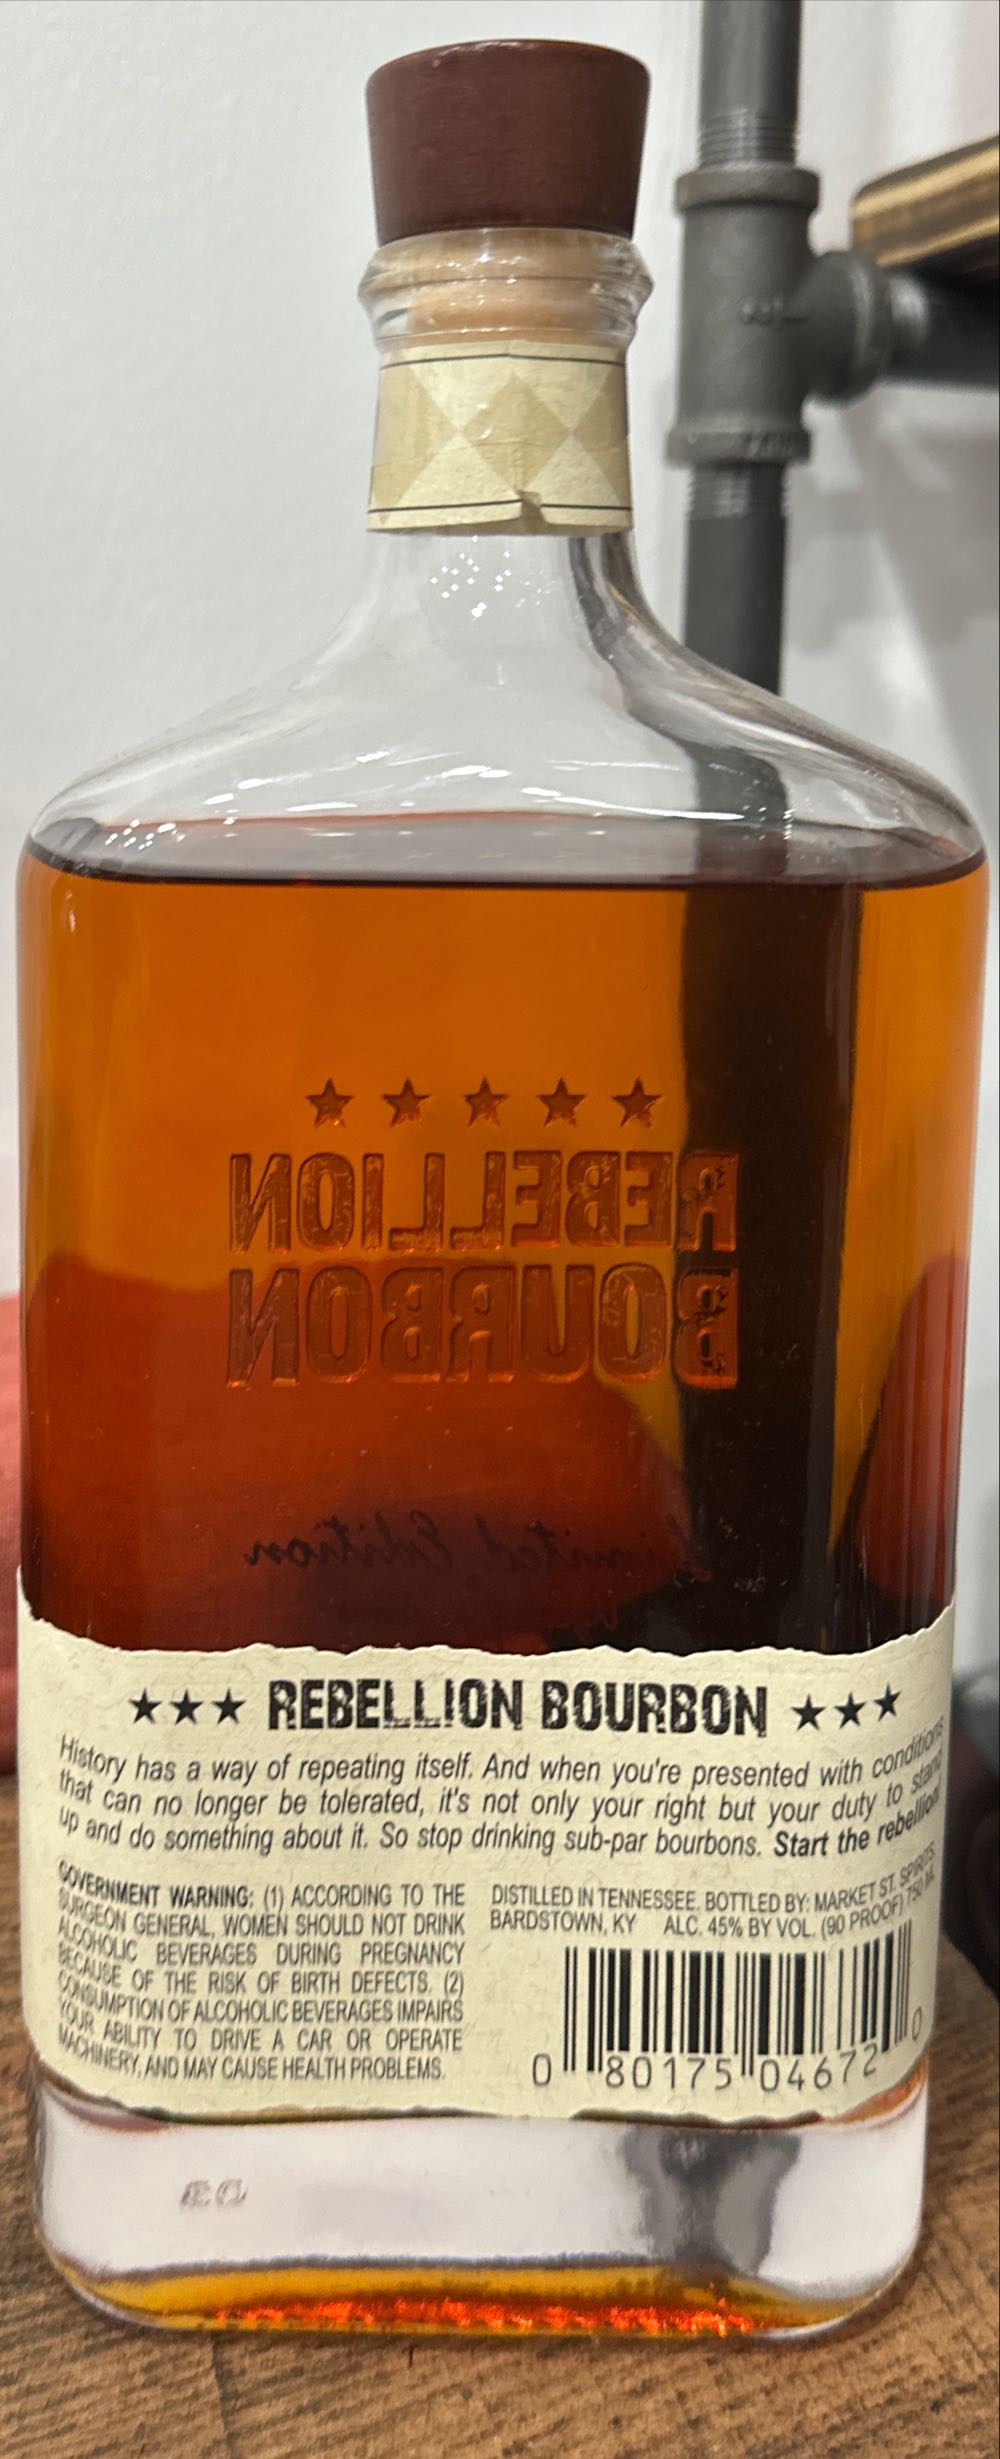 ★ ★ ★ ★ ★
REBELLION
BOURBON
Limited Edition
★★★ REBELLION BOURBON ★★★
History has a way of repeating itself. And when you're presented with conditions
that can no longer be tolerated, it's not only your right but your duty to stand
up and do something about it. So stop drinking sub-par bourbons. Start the rebellion!
GOVERNMENT WARNING: (1) ACCORDING TO THE
SURGEON GENERAL, WOMEN SHOULD NOT DRINK
ALCOHOLIC BEVERAGES DURING PREGNANCY
BECAUSE OF THE RISK OF BIRTH DEFECTS. (2)
CONSUMPTION OF ALCOHOLIC BEVERAGES IMPAIRS
YOUR ABILITY TO DRIVE A CAR OR OPERATE
MACHINERY, AND MAY CAUSE HEALTH PROBLEMS.
DISTILLED IN TENNESSEE. BOTTLED BY: MARKET ST. SPIRITS
BARDSTOWN, KY ALC. 45% BY VOL. (90 PROOF) 750 ML
0 80175 04672 0